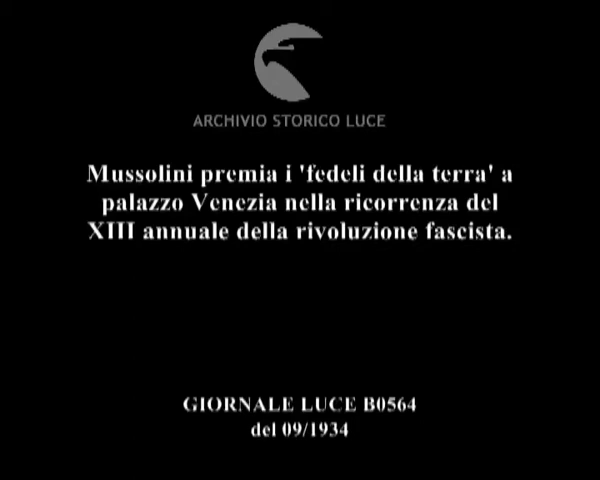 ARCHIVIO STORICO LUCE
Mussolini premia i 'fedeli della terra' a
palazzo Venezia nella ricorrenza del
XIII annuale della rivoluzione fascista.
GIORNALE LUCE B0564
del 09/1934